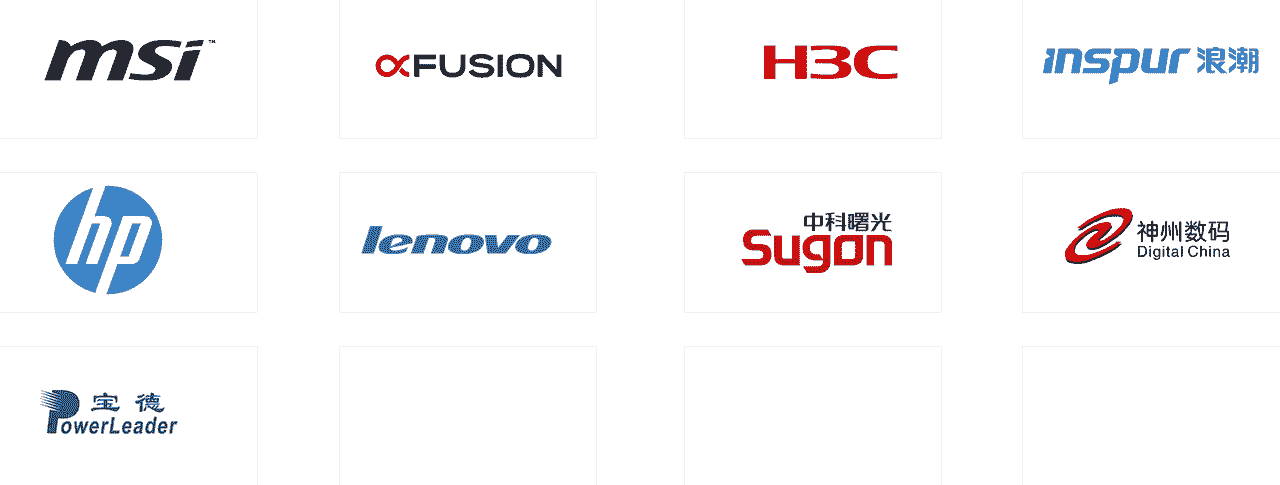 msi™
FUSION
H3C
inspur 浪潮
hp
lenovo
中科曙光
Sugon
神州数码
Digital China
宝德
PowerLeader